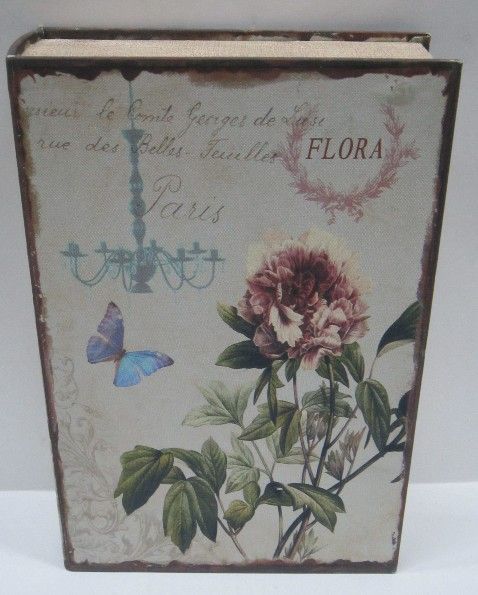 le Comte Georges de
rue des Belles-Feuilles
FLORA
Paris